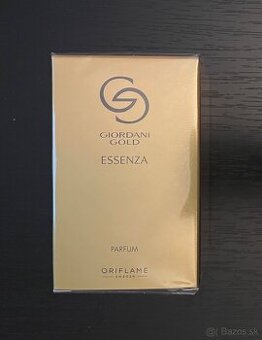 GIORDANI
GOLD
ESSENZA
PARFUM
ORIFLAME
SWEDEN
Bazos.sk